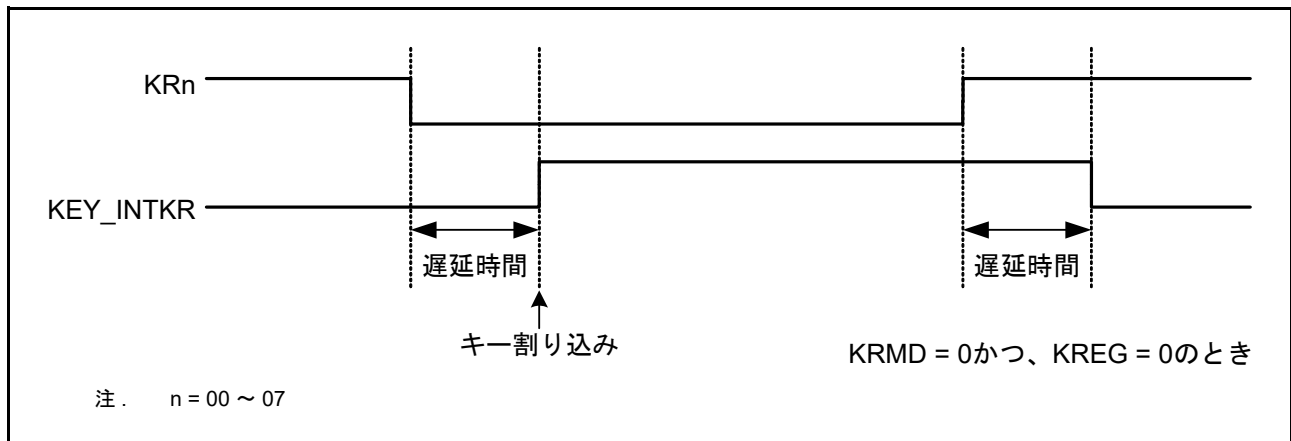 KRn
KEY_INTKR
遅延時間 遅延時間
キー割り込み
KRMD = 0かつ、KREG = 0のとき
注 . n = 00 ～ 07